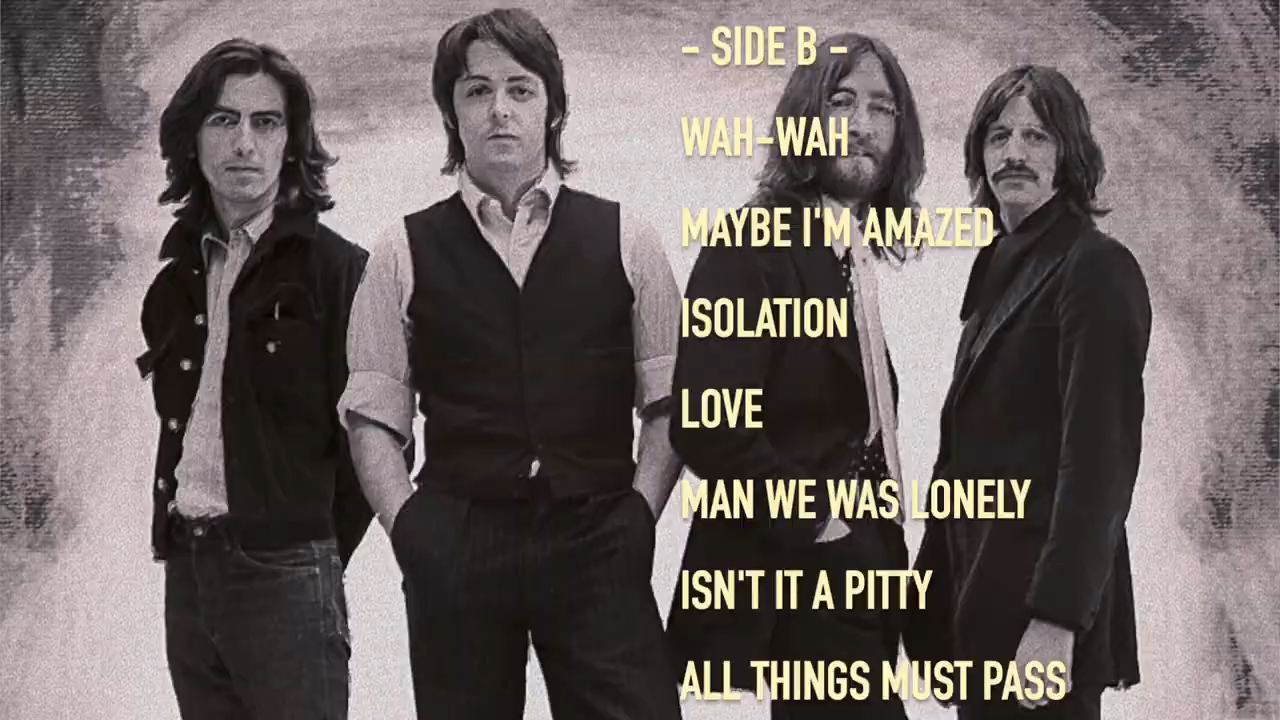 - SIDE B -
WAH-WAH
MAYBE I'M AMAZED
ISOLATION
LOVE
MAN WE WAS LONELY
ISN'T IT A PITTY
ALL THINGS MUST PASS